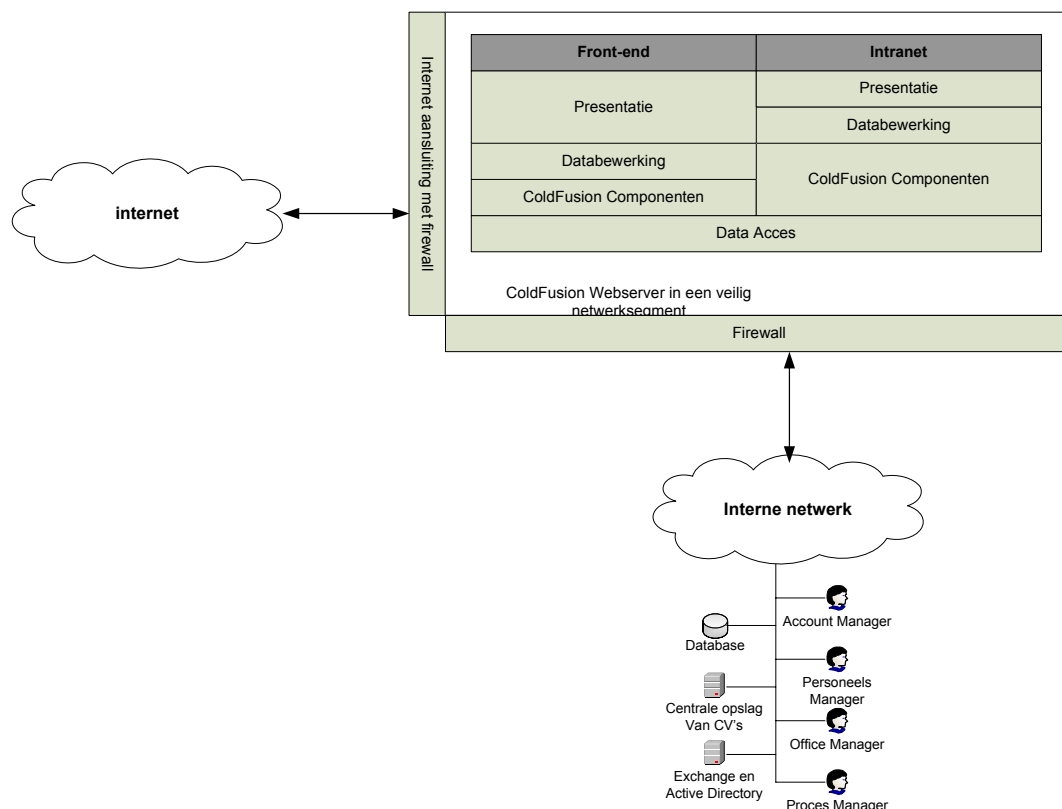 Front-end
Intranet
Presentatie
Presentatie
Databewerking
Databewerking
ColdFusion Componenten
ColdFusion Componenten
Data Acces
Internet aansluiting met firewall
internet
ColdFusion Webserver in een veilig
netwerksegment
Firewall
Interne netwerk
Account Manager
Database
Personeels
Manager
Centrale opslag
Van CV's
Office Manager
Exchange en
Active Directory
Proces Manager